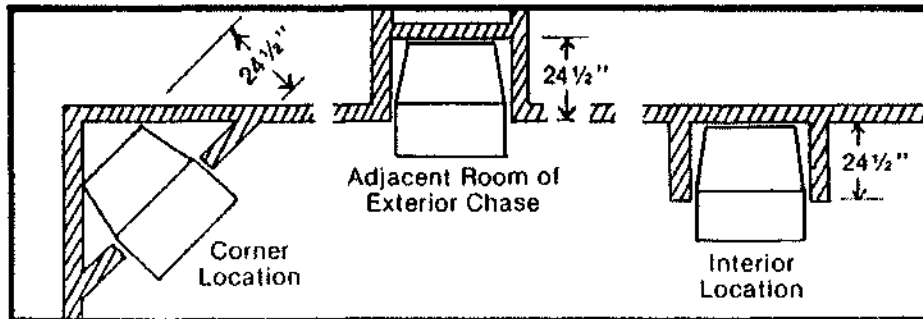 24½"
24½"
24½"
Adjacent Room of
Exterior Chase
Corner
Location
Interior
Location